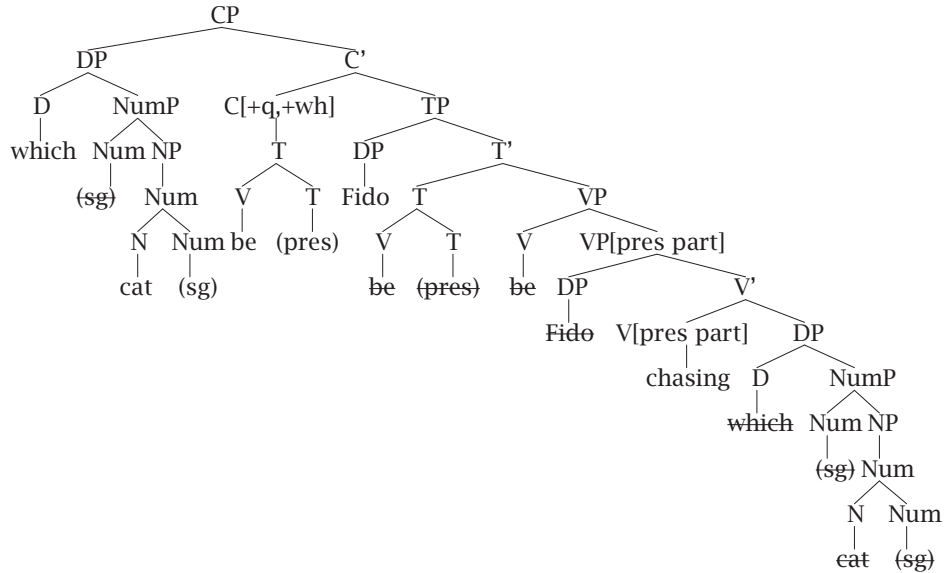 CP
DP C'
D NumP C[+q,+wh] TP
which Num NP T DP T'
(sg) Num V T Fido T VP
N Num be (pres) V T V VP[pres part]
cat (sg) be (pres) be DP V'
Fido V[pres part] DP
chasing D NumP
which Num NP
(sg) Num
N Num
cat (sg)